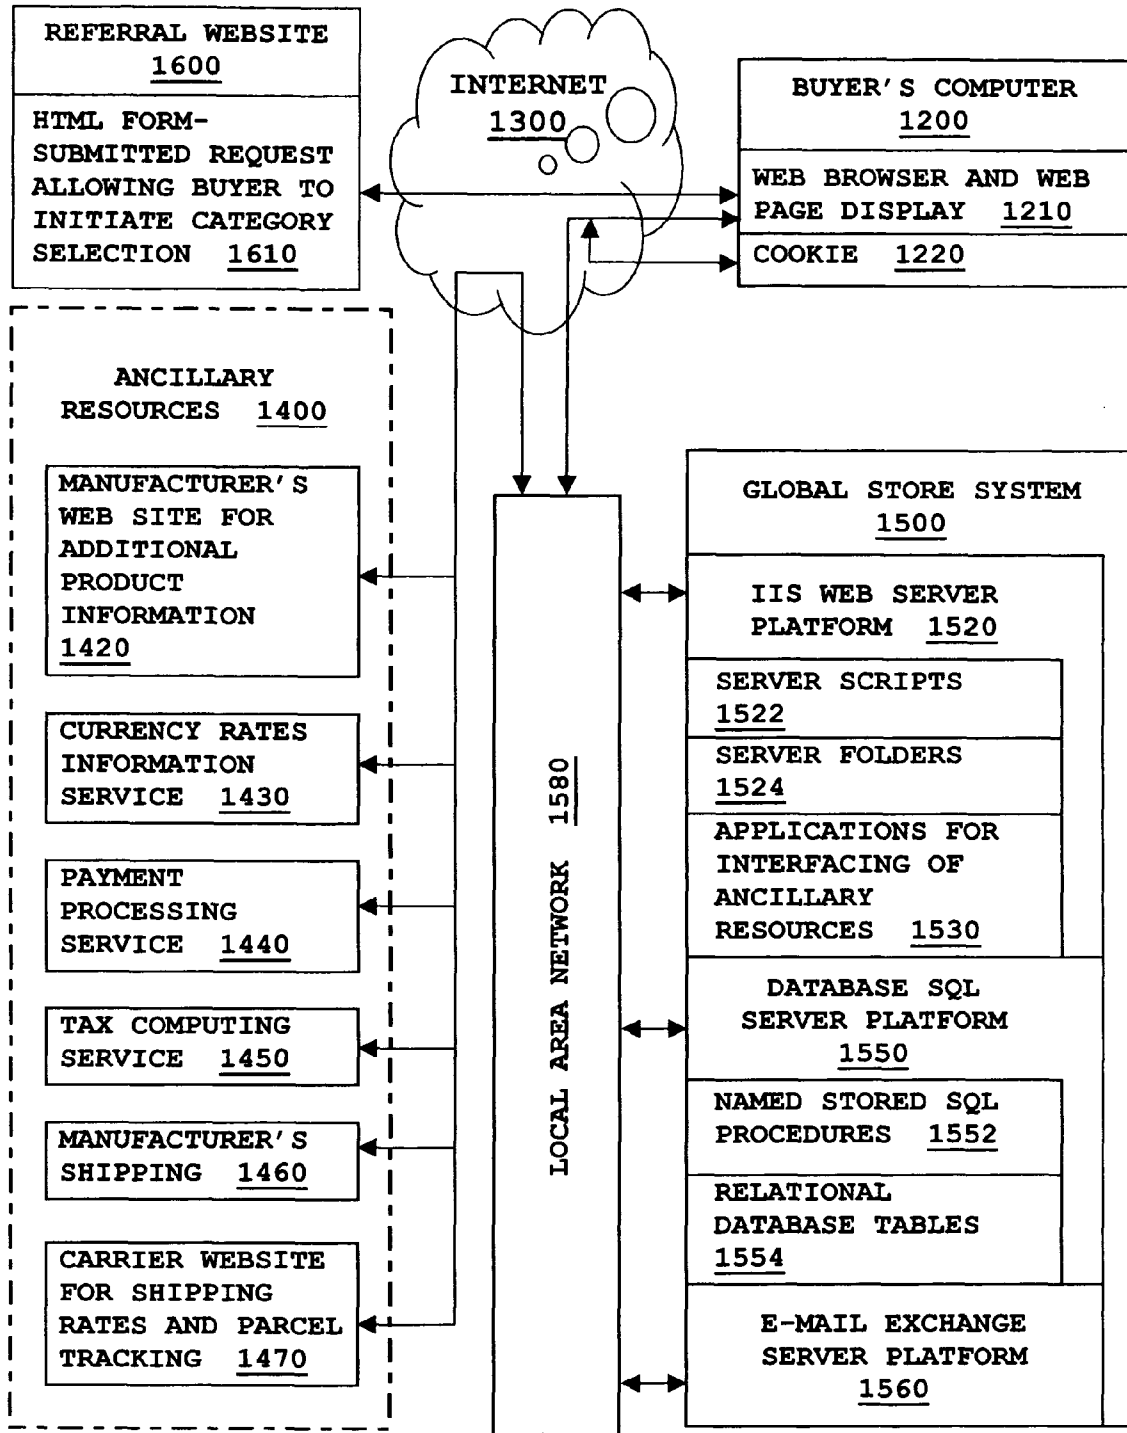 REFERRAL WEBSITE
1600
HTML FORM-
SUBMITTED REQUEST
ALLOWING BUYER TO
INITIATE CATEGORY
SELECTION 1610
INTERNET
1300
BUYER'S COMPUTER
1200
WEB BROWSER AND WEB
PAGE DISPLAY 1210
COOKIE 1220
ANCILLARY
RESOURCES 1400
MANUFACTURER'S
WEB SITE FOR
ADDITIONAL
PRODUCT
INFORMATION
1420
CURRENCY RATES
INFORMATION
SERVICE 1430
PAYMENT
PROCESSING
SERVICE 1440
TAX COMPUTING
SERVICE 1450
MANUFACTURER'S
SHIPPING 1460
CARRIER WEBSITE
FOR SHIPPING
RATES AND PARCEL
TRACKING 1470
LOCAL AREA NETWORK 1580
GLOBAL STORE SYSTEM
1500
IIS WEB SERVER
PLATFORM 1520
SERVER SCRIPTS
1522
SERVER FOLDERS
1524
APPLICATIONS FOR
INTERFACING OF
ANCILLARY
RESOURCES 1530
DATABASE SQL
SERVER PLATFORM
1550
NAMED STORED SQL
PROCEDURES 1552
RELATIONAL
DATABASE TABLES
1554
E-MAIL EXCHANGE
SERVER PLATFORM
1560